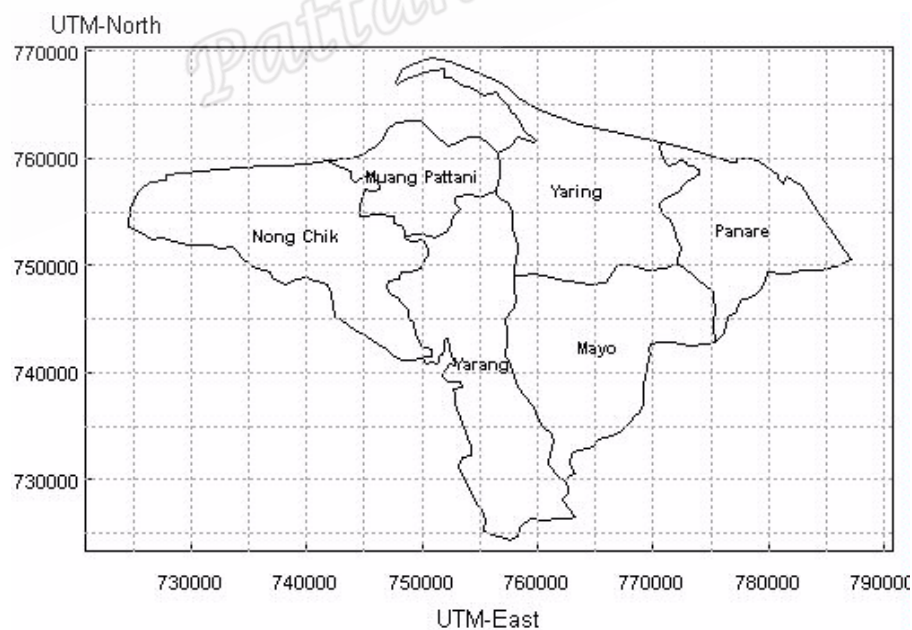 Pattan
UTM-North
770000
760000
Muang Pattani
Yaring
Nong Chik
Panare
750000
Mayo
Yarang
740000
730000
730000 740000 750000 760000 770000 780000 790000
UTM-East